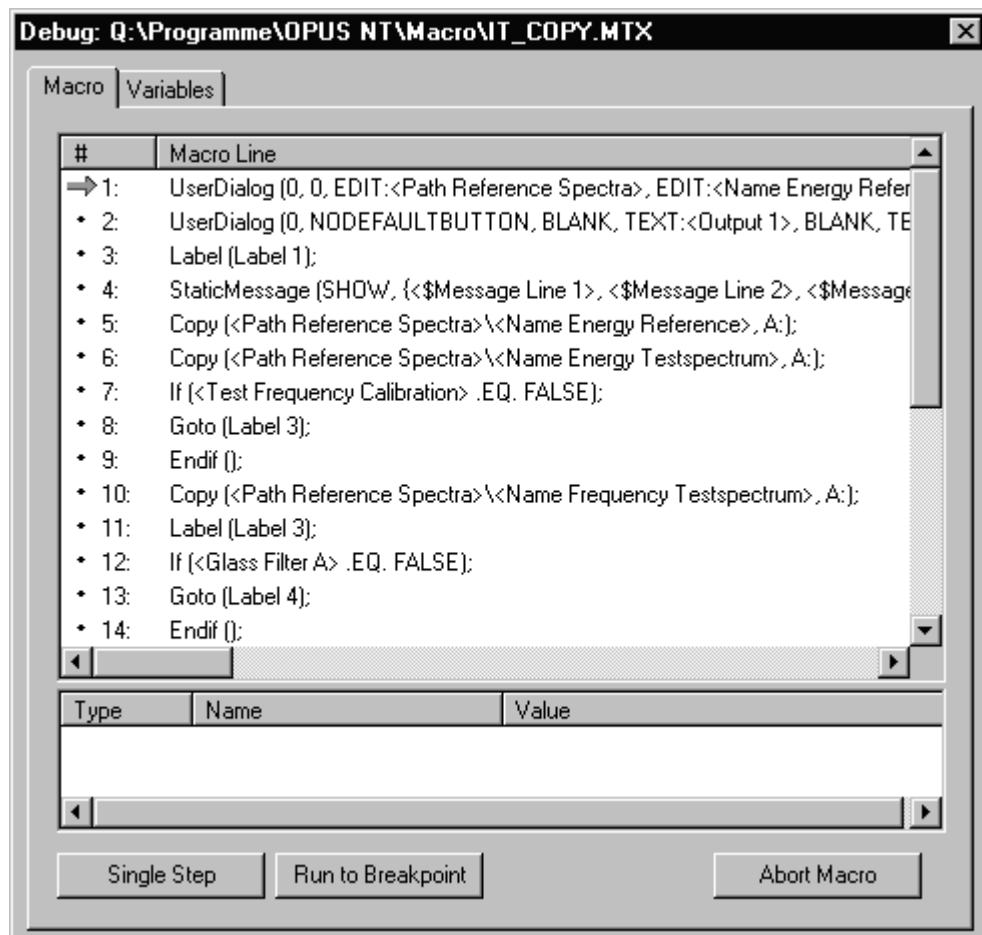 Debug: Q:\Programme\OPUS NT\Macro\IT_COPY.MTX
Macro Variables
# Macro Line
1: UserDialog (0, 0, EDIT:<Path Reference Spectra>, EDIT:<Name Energy Refer
2: UserDialog (0, NODEFAULTBUTTON, BLANK, TEXT:<Output 1>, BLANK, TE
3: Label (Label 1);
4: StaticMessage (SHOW, {<$Message Line 1>, <$Message Line 2>, <$Message
5: Copy (<Path Reference Spectra>\<Name Energy Reference>, A:);
6: Copy (<Path Reference Spectra>\<Name Energy Testspectrum>, A:);
7: If (<Test Frequency Calibration> .EQ. FALSE);
8: Goto (Label 3);
9: Endif ();
10: Copy (<Path Reference Spectra>\<Name Frequency Testspectrum>, A:);
11: Label (Label 3);
12: If (<Glass Filter A> .EQ. FALSE);
13: Goto (Label 4);
14: Endif ();
Type Name Value
Single Step Run to Breakpoint Abort Macro